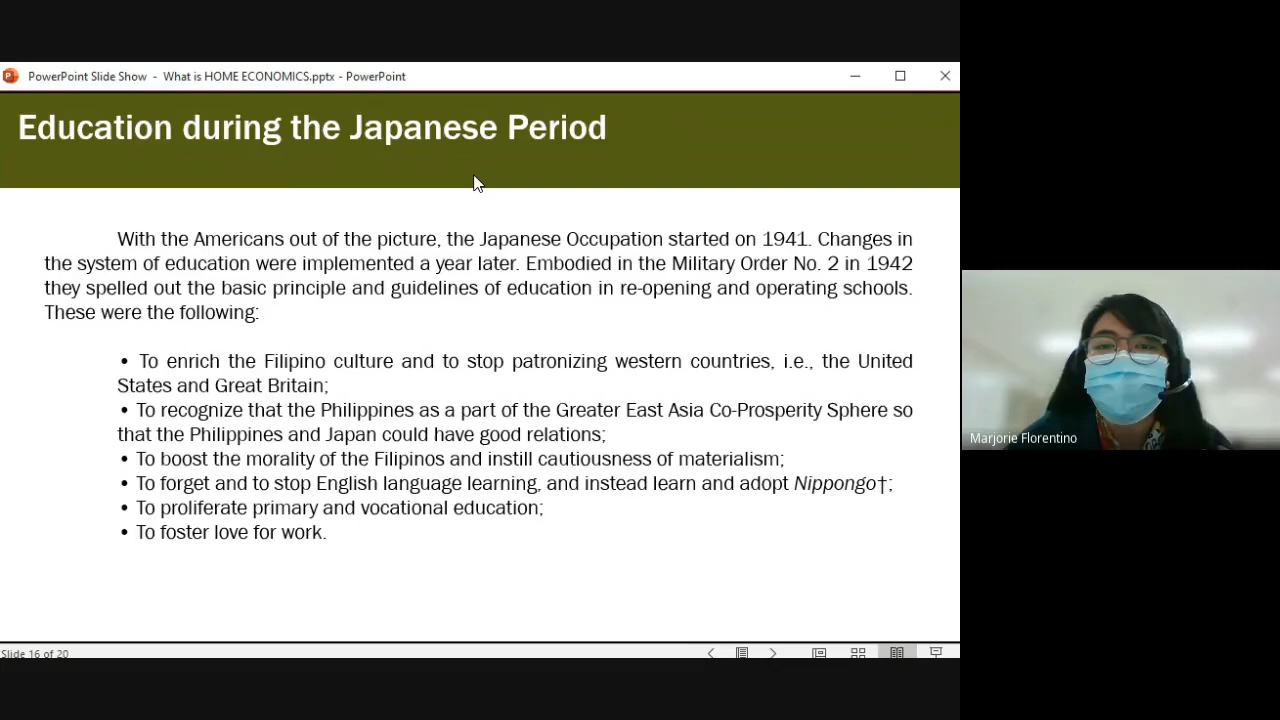 PowerPoint Slide Show - What is HOME ECONOMICS.pptx - PowerPoint
Education during the Japanese Period
With the Americans out of the picture, the Japanese Occupation started on 1941. Changes in
the system of education were implemented a year later. Embodied in the Military Order No. 2 in 1942
they spelled out the basic principle and guidelines of education in re-opening and operating schools.
These were the following:
• To enrich the Filipino culture and to stop patronizing western countries, i.e., the United
States and Great Britain;
• To recognize that the Philippines as a part of the Greater East Asia Co-Prosperity Sphere so
that the Philippines and Japan could have good relations;
• To boost the morality of the Filipinos and instill cautiousness of materialism;
• To forget and to stop English language learning, and instead learn and adopt Nippongo†;
• To proliferate primary and vocational education;
• To foster love for work.
Marjorie Florentino
Slide 16 of 20